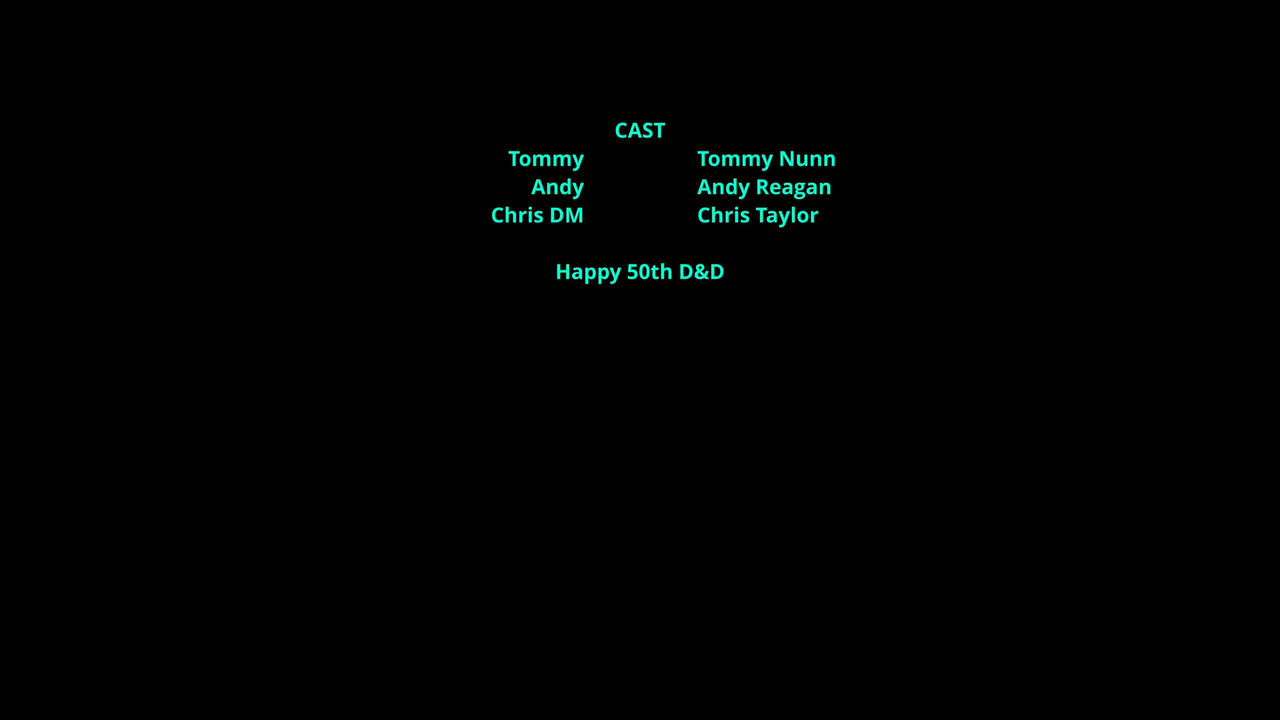 CAST
Tommy Tommy Nunn
Andy Andy Reagan
Chris DM Chris Taylor
Happy 50th D&D